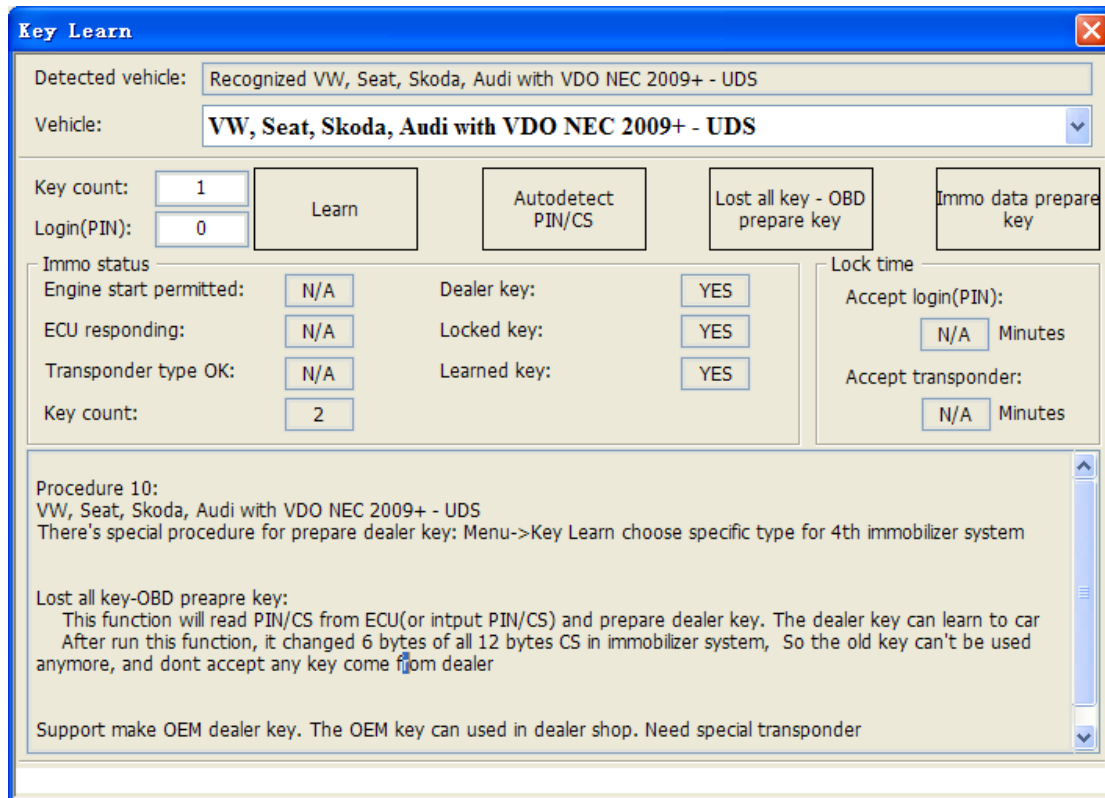 Key Learn
Detected vehicle: Recognized VW, Seat, Skoda, Audi with VDO NEC 2009+ - UDS
Vehicle: VW, Seat, Skoda, Audi with VDO NEC 2009+ - UDS
Key count: 1
Login(PIN): 0
Learn
Autodetect
PIN/CS
Lost all key - OBD
prepare key
Immo data prepare
key
Immo status
Engine start permitted: N/A
ECU responding: N/A
Transponder type OK: N/A
Key count: 2
Dealer key: YES
Locked key: YES
Learned key: YES
Lock time
Accept login(PIN):
N/A Minutes
Accept transponder:
N/A Minutes
Procedure 10:
VW, Seat, Skoda, Audi with VDO NEC 2009+ - UDS
There's special procedure for prepare dealer key: Menu->Key Learn choose specific type for 4th immobilizer system
Lost all key-OBD preapre key:
This function will read PIN/CS from ECU(or intput PIN/CS) and prepare dealer key. The dealer key can learn to car
After run this function, it changed 6 bytes of all 12 bytes CS in immobilizer system, So the old key can't be used
anymore, and dont accept any key come from dealer
Support make OEM dealer key. The OEM key can used in dealer shop. Need special transponder